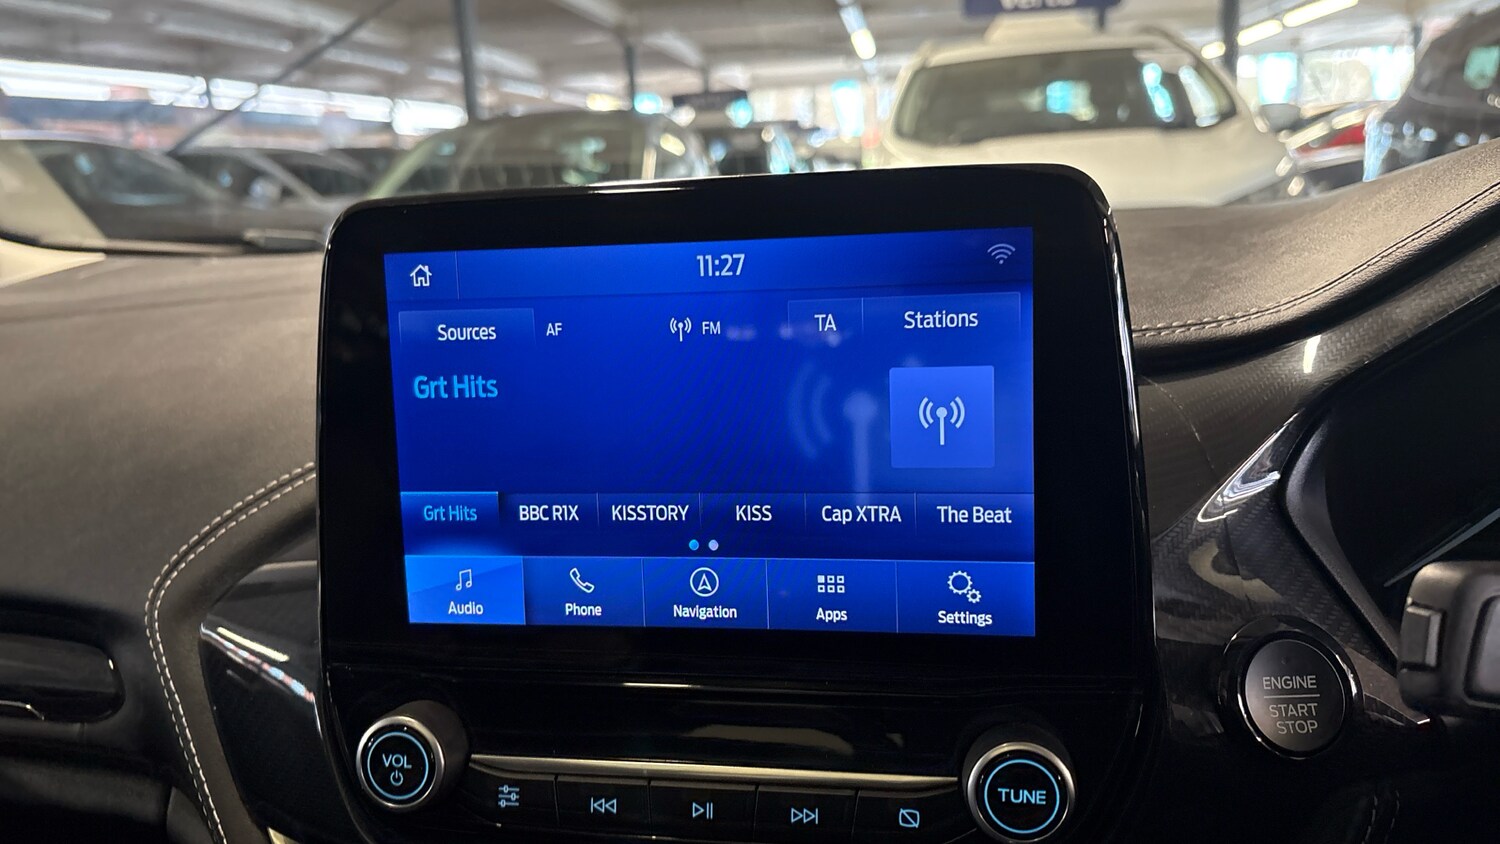 11:27
Sources
AF
FM
TA
Stations
Grt Hits
Grt Hits
BBC R1X
KISSTORY
KISS
Cap XTRA
The Beat
Audio
Phone
Navigation
Apps
Settings
ENGINE
START
STOP
VOL
TUNE